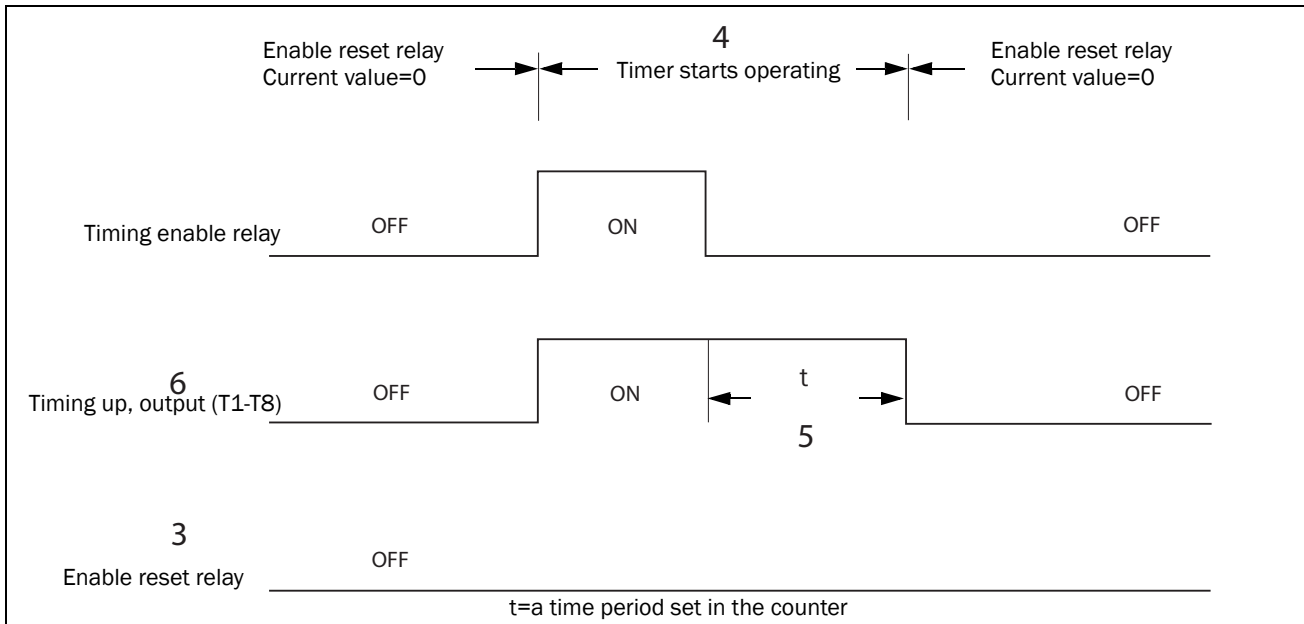 4
Enable reset relay
Current value=0
Timer starts operating
Enable reset relay
Current value=0
Timing enable relay
OFF
ON
OFF
6
Timing up, output (T1-T8)
OFF
ON
t
5
OFF
3
Enable reset relay
OFF
t=a time period set in the counter